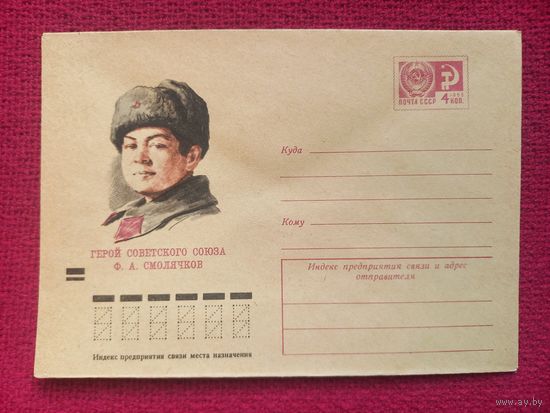 ПОЧТА СССР
1966
4 КОП.
Куда
Кому
ГЕРОЙ СОВЕТСКОГО СОЮЗА
Ф. А. СМОЛЯЧКОВ
Индекс предприятия связи и адрес
отправителя
Индекс предприятия связи места назначения
www.ay.by